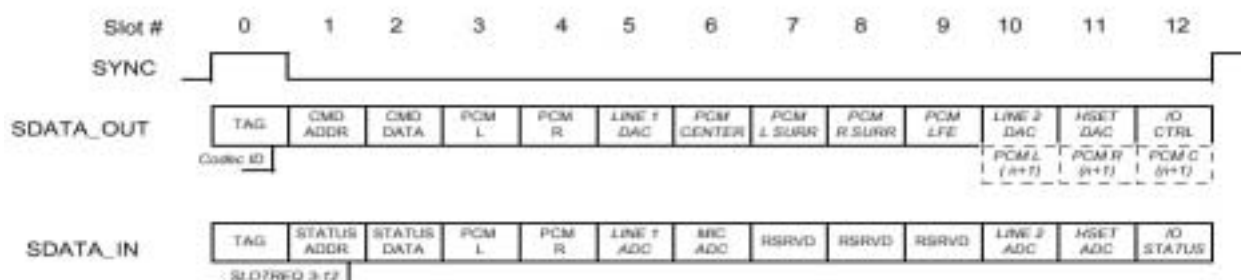 Slot # 0 1 2 3 4 5 6 7 8 9 10 11 12
SYNC
SDATA_OUT
TAG
CMD ADDR
CMD DATA
PCM L
PCM R
LINE 1 DAC
PCM CENTER
PCM L SURR
PCM R SURR
PCM LFE
LINE 2 DAC
HSET DAC
IO CTRL
Codec ID
PCM L (n+1)
PCM R (n+1)
PCM C (n+1)
SDATA_IN
TAG
STATUS ADDR
STATUS DATA
PCM L
PCM R
LINE 1 ADC
MIC ADC
RSRVD
RSRVD
RSRVD
LINE 2 ADC
HSET ADC
IO STATUS
SLOTREQ 3-12